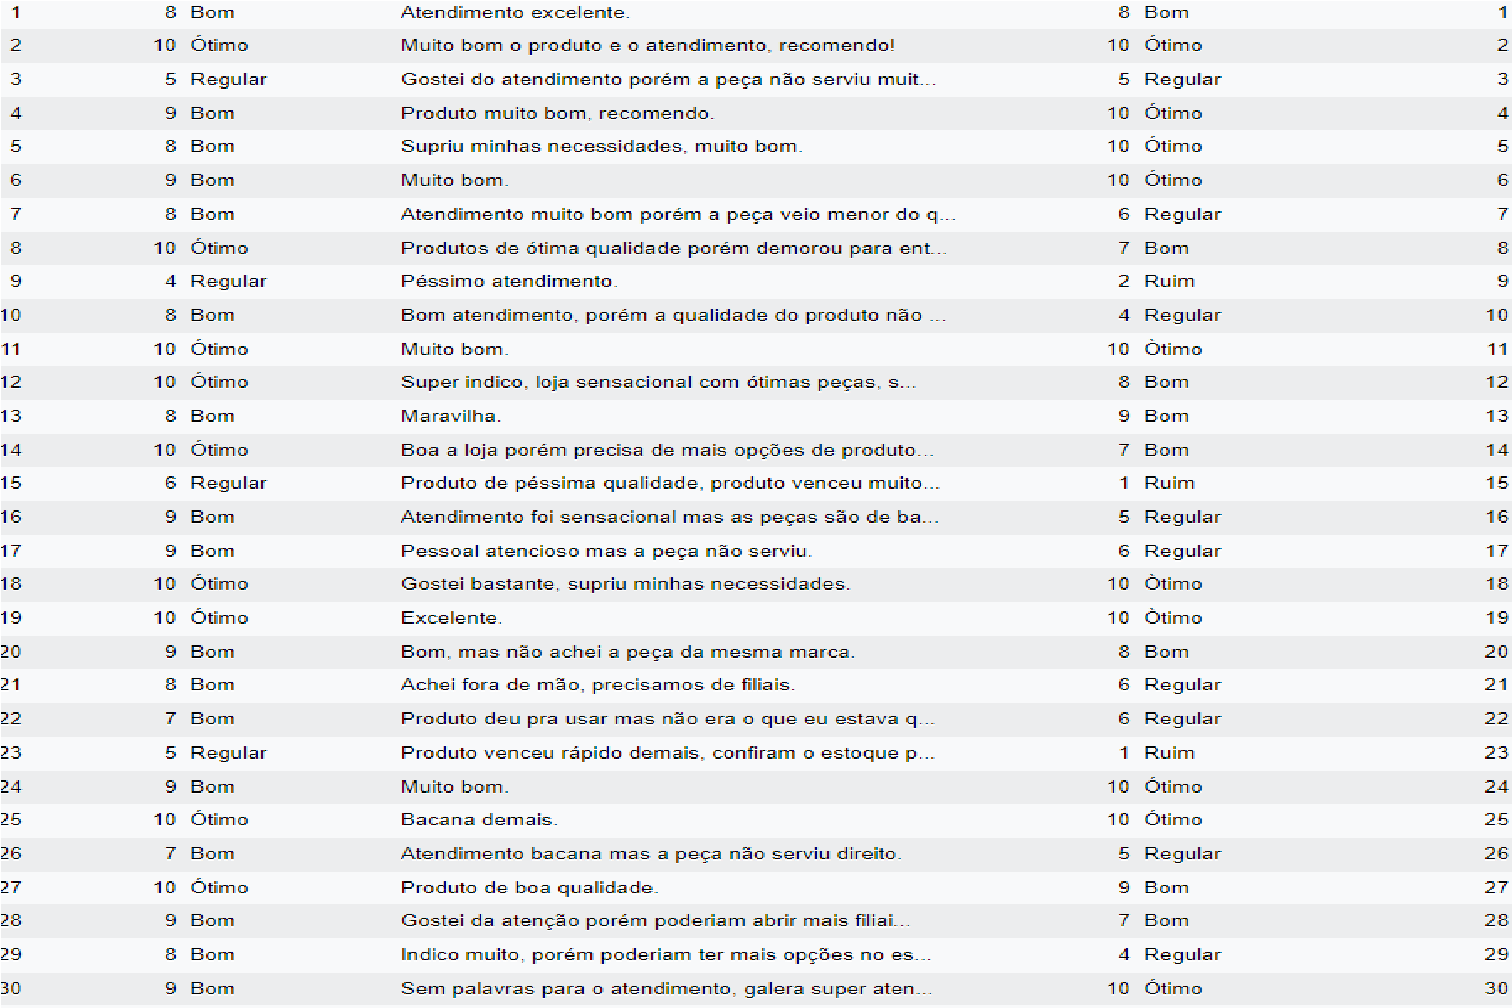 1 8 Bom Atendimento excelente. 8 Bom 1
2 10 Ótimo Muito bom o produto e o atendimento, recomendo! 10 Ótimo 2
3 5 Regular Gostei do atendimento porém a peça não serviu muit... 5 Regular 3
4 9 Bom Produto muito bom, recomendo. 10 Ótimo 4
5 8 Bom Supriu minhas necessidades, muito bom. 10 Ótimo 5
6 9 Bom Muito bom. 10 Ótimo 6
7 8 Bom Atendimento muito bom porém a peça veio menor do q... 6 Regular 7
8 10 Ótimo Produtos de ótima qualidade porém demorou para ent... 7 Bom 8
9 4 Regular Péssimo atendimento. 2 Ruim 9
10 8 Bom Bom atendimento, porém a qualidade do produto não ... 4 Regular 10
11 10 Ótimo Muito bom. 10 Òtimo 11
12 10 Ótimo Super indico, loja sensacional com ótimas peças, s... 8 Bom 12
13 8 Bom Maravilha. 9 Bom 13
14 10 Ótimo Boa a loja porém precisa de mais opções de produto... 7 Bom 14
15 6 Regular Produto de péssima qualidade, produto venceu muito... 1 Ruim 15
16 9 Bom Atendimento foi sensacional mas as peças são de ba... 5 Regular 16
17 9 Bom Pessoal atencioso mas a peça não serviu. 6 Regular 17
18 10 Ótimo Gostei bastante, supriu minhas necessidades. 10 Òtimo 18
19 10 Ótimo Excelente. 10 Òtimo 19
20 9 Bom Bom, mas não achei a peça da mesma marca. 8 Bom 20
21 8 Bom Achei fora de mão, precisamos de filiais. 6 Regular 21
22 7 Bom Produto deu pra usar mas não era o que eu estava q... 6 Regular 22
23 5 Regular Produto venceu rápido demais, confiram o estoque p... 1 Ruim 23
24 9 Bom Muito bom. 10 Ótimo 24
25 10 Ótimo Bacana demais. 10 Ótimo 25
26 7 Bom Atendimento bacana mas a peça não serviu direito. 5 Regular 26
27 10 Ótimo Produto de boa qualidade. 9 Bom 27
28 9 Bom Gostei da atenção porém poderiam abrir mais filiai... 7 Bom 28
29 8 Bom Indico muito, porém poderiam ter mais opções no es... 4 Regular 29
30 9 Bom Sem palavras para o atendimento, galera super aten... 10 Ótimo 30